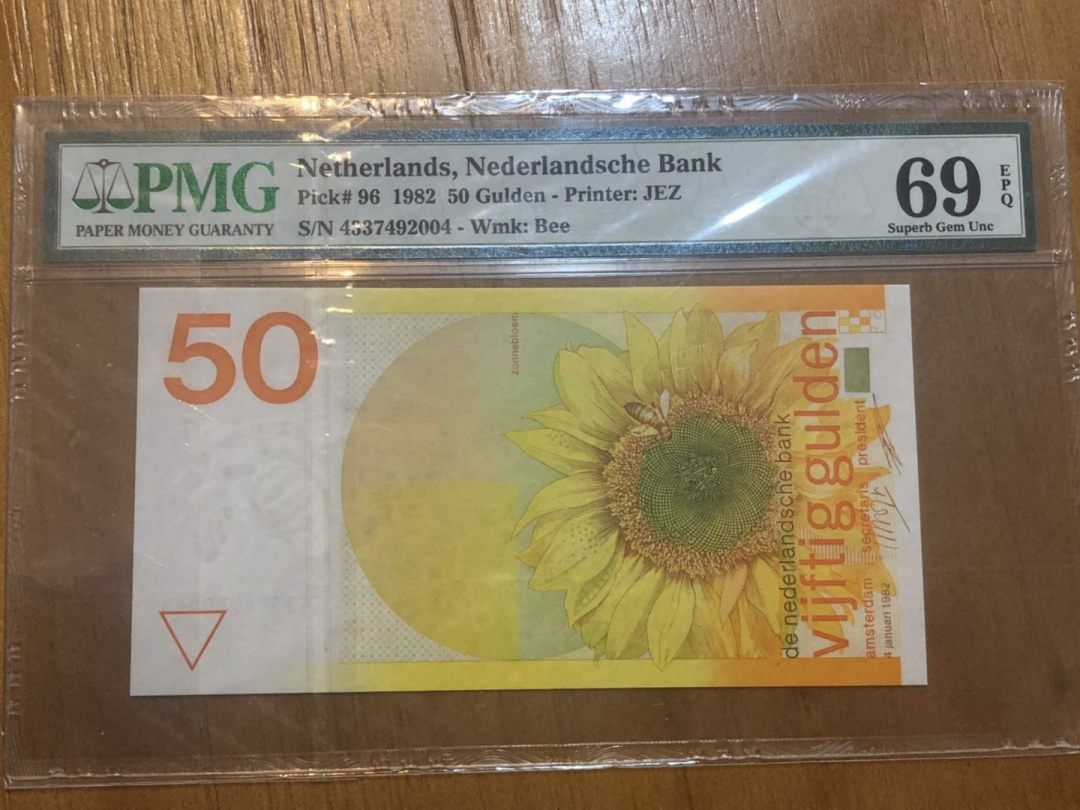 PMG
PAPER MONEY GUARANTY
Netherlands, Nederlandsche Bank
Pick# 96 1982 50 Gulden - Printer: JEZ
S/N 4337492004 - Wmk: Bee
69
EPQ
Superb Gem Unc
50
zonnebloem
de nederlandsche bank
vijftig gulden
amsterdam secretaris president
4 januari 1982